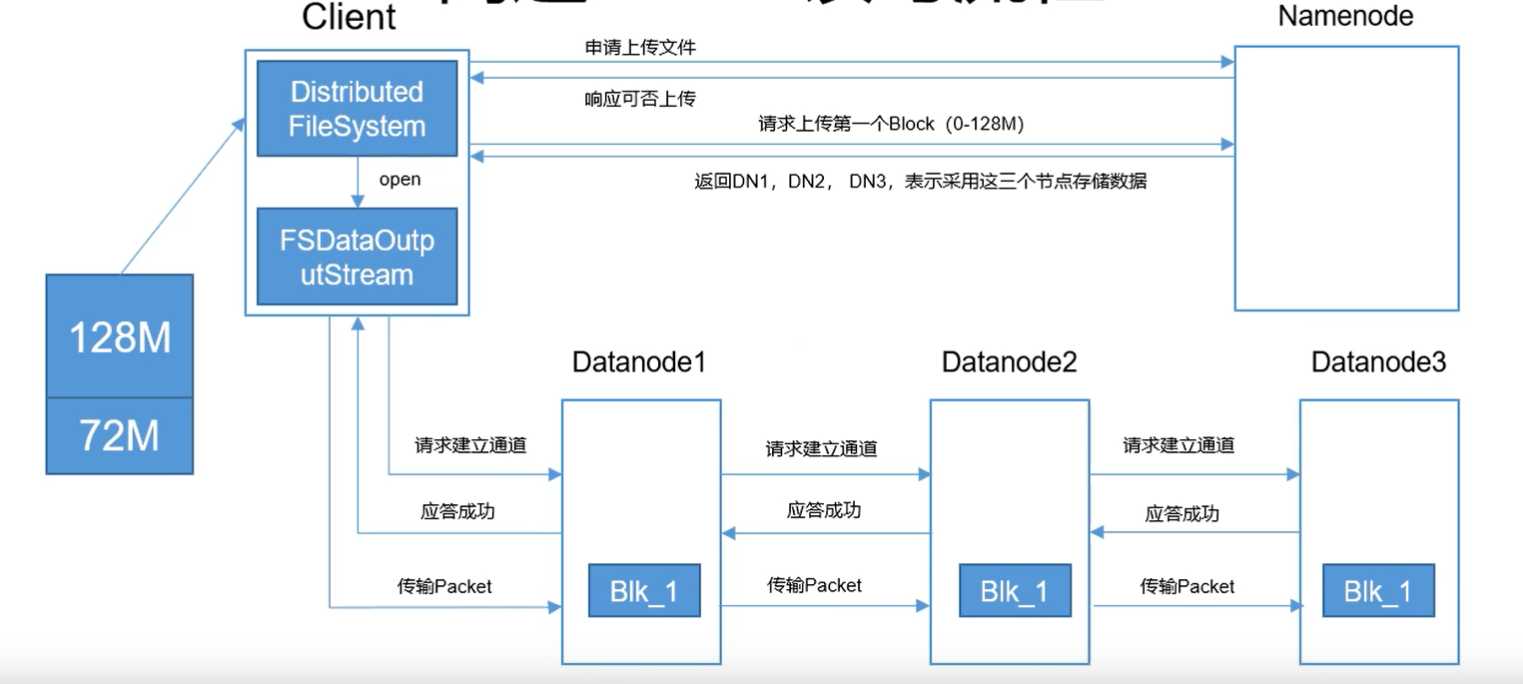 Client
Namenode
申请上传文件
Distributed
FileSystem
响应可否上传
请求上传第一个Block（0-128M）
open
返回DN1，DN2， DN3，表示采用这三个节点存储数据
FSDataOutp
utStream
128M
72M
Datanode1
Datanode2
Datanode3
请求建立通道
请求建立通道
请求建立通道
应答成功
应答成功
应答成功
传输Packet
传输Packet
传输Packet
Blk_1
Blk_1
Blk_1